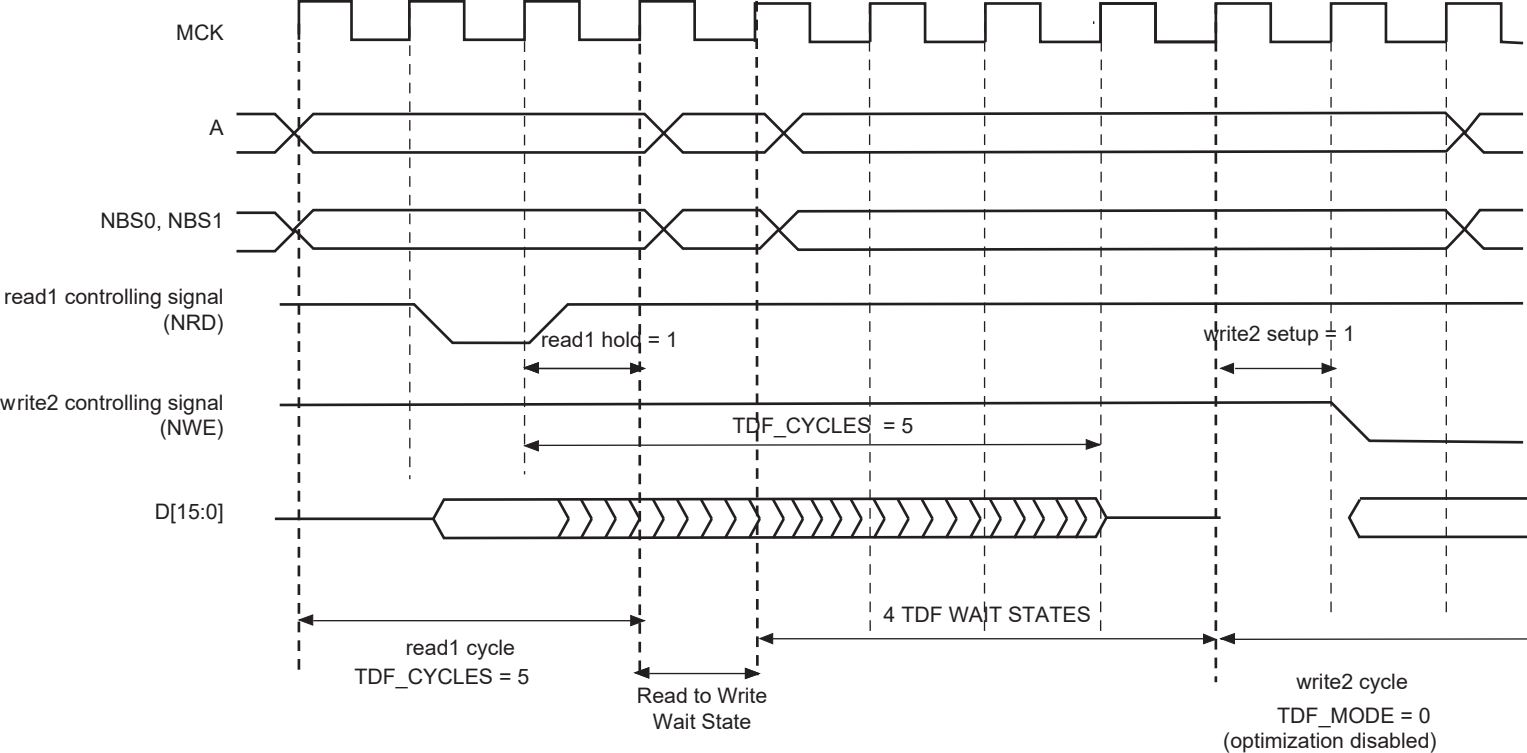 MCK
A
NBS0, NBS1
read1 controlling signal
(NRD)
read1 hold = 1
write2 setup = 1
write2 controlling signal
(NWE)
TDF_CYCLES = 5
D[15:0]
4 TDF WAIT STATES
read1 cycle
TDF_CYCLES = 5
Read to Write
Wait State
write2 cycle
TDF_MODE = 0
(optimization disabled)